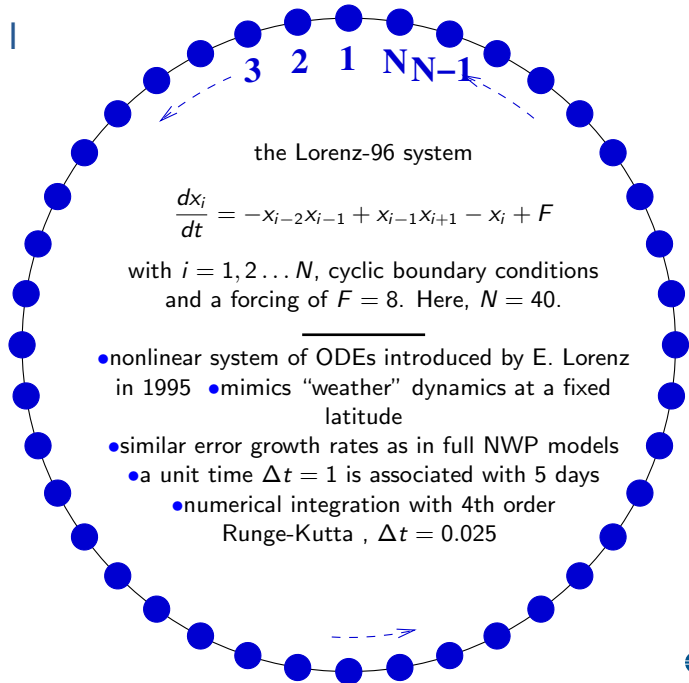 l
3 2 1 N N−1
the Lorenz-96 system
dx_i/dt = −x_{i−2}x_{i−1} + x_{i−1}x_{i+1} − x_i + F
with i = 1, 2 . . . N, cyclic boundary conditions
and a forcing of F = 8. Here, N = 40.
•nonlinear system of ODEs introduced by E. Lorenz
in 1995 •mimics “weather” dynamics at a fixed
latitude
•similar error growth rates as in full NWP models
•a unit time Δt = 1 is associated with 5 days
•numerical integration with 4th order
Runge-Kutta , Δt = 0.025